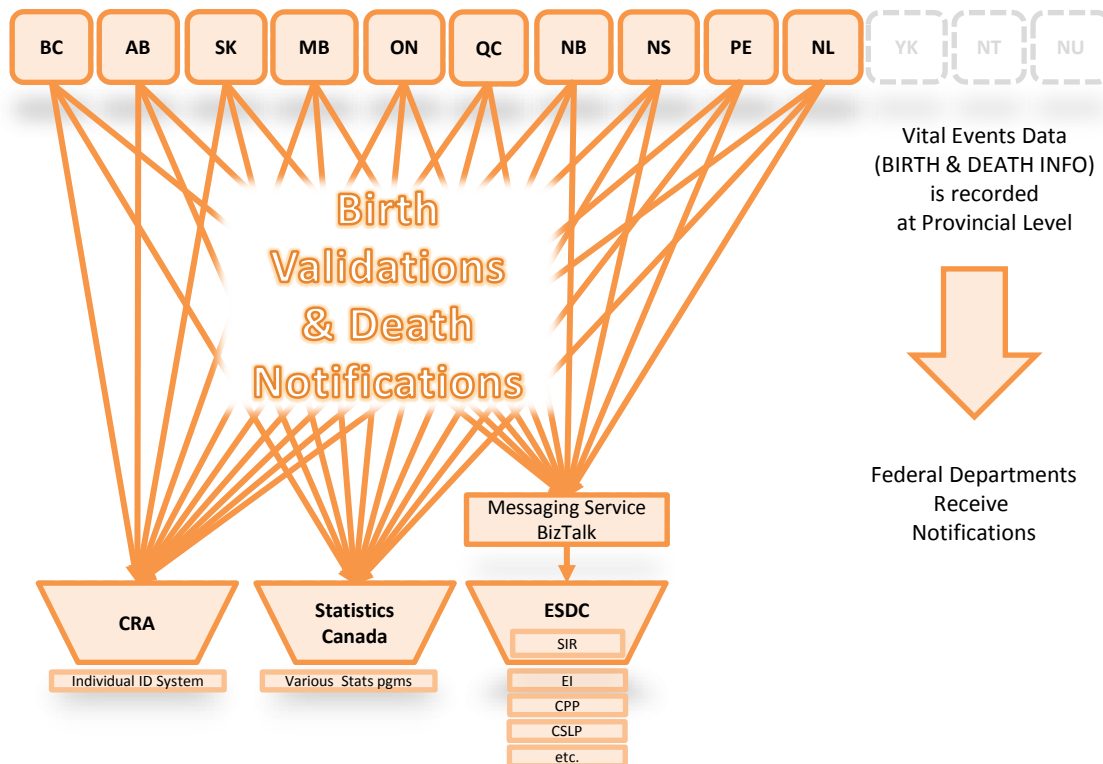 BC AB SK MB ON QC NB NS PE NL YK NT NU
Vital Events Data
(BIRTH & DEATH INFO)
is recorded
at Provincial Level
Birth
Validations
& Death
Notifications
Federal Departments
Receive
Notifications
Messaging Service
BizTalk
CRA
Individual ID System
Statistics
Canada
Various Stats pgms
ESDC
SIR
EI
CPP
CSLP
etc.